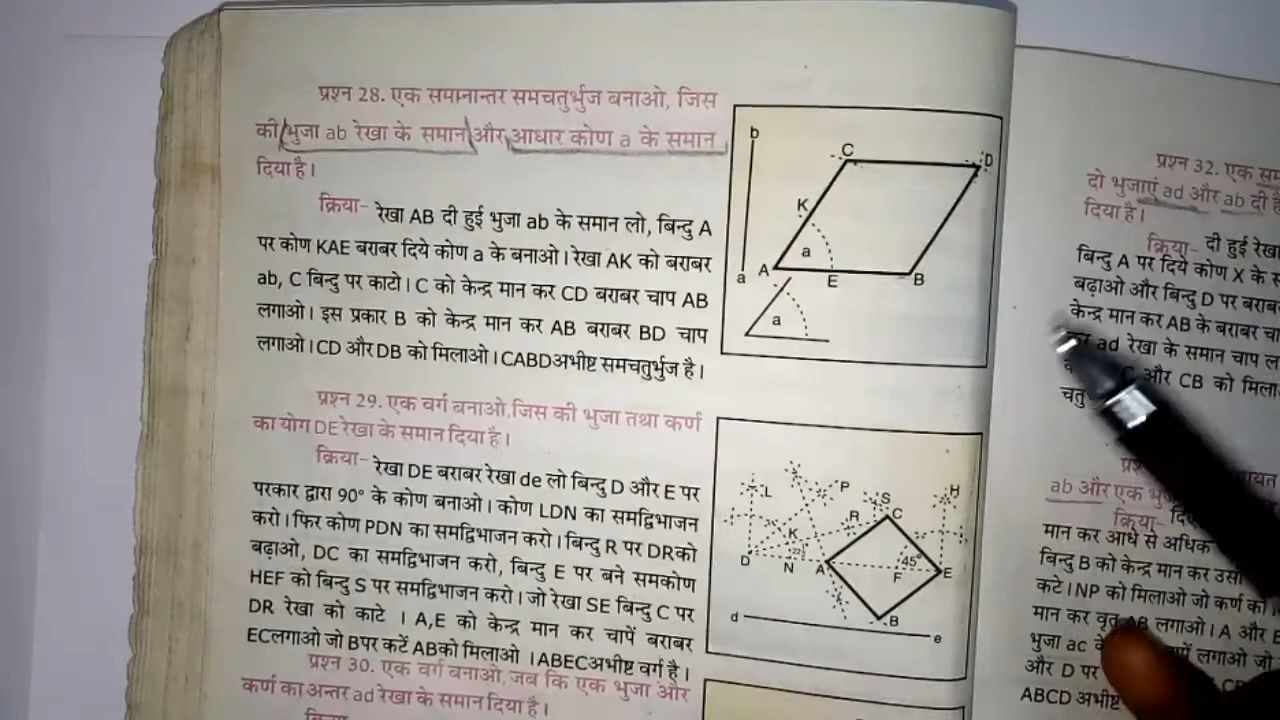 प्रश्न 28. एक समानान्तर समचतुर्भुज बनाओ, जिस
की भुजा ab रेखा के समान और आधार कोण a के समान
दिया है।
क्रिया- रेखा AB दी हुई भुजा ab के समान लो, बिन्दु A
पर कोण KAE बराबर दिये कोण a के बनाओ। रेखा AK को बराबर
ab, C बिन्दु पर काटो। C को केन्द्र मान कर CD बराबर चाप AB
लगाओ। इस प्रकार B को केन्द्र मान कर AB बराबर BD चाप
लगाओ। CD और DB को मिलाओ। CABD अभीष्ट समचतुर्भुज है।
b
C
D
K
a
A
E
B
a
a
प्रश्न 29. एक वर्ग बनाओ, जिस की भुजा तथा कर्ण
का योग DE रेखा के समान दिया है।
क्रिया- रेखा DE बराबर रेखा de लो बिन्दु D और E पर
परकार द्वारा 90° के कोण बनाओ। कोण LDN का समद्विभाजन
करो। फिर कोण PDN का समद्विभाजन करो। बिन्दु R पर DR को
बढ़ाओ, DC का समद्विभाजन करो, बिन्दु E पर बने समकोण
HEF को बिन्दु S पर समद्विभाजन करो। जो रेखा SE बिन्दु C पर
DR रेखा को काटे । A,E को केन्द्र मान कर चापें बराबर
EC लगाओ जो B पर कटें AB को मिलाओ । ABEC अभीष्ट वर्ग है।
L
P
S
H
R
C
K
D
N
A
45°
F
E
B
d
e
प्रश्न 30. एक वर्ग बनाओ, जब कि एक भुजा और
कर्ण का अन्तर ad रेखा के समान दिया है।
प्रश्न 32. एक
दो भुजाएं ad और ab दी
दिया है।
क्रिया- दी हुई रेखा
बिन्दु A पर दिये कोण X के
बढ़ाओ और बिन्दु D पर
केन्द्र मान कर AB के बराबर
ad रेखा के समान चाप
और CB को
ab और एक
क्रिया-
मान कर आधे से अधिक
बिन्दु B को केन्द्र मान कर
कटे। NP को मिलाओ जो कर्ण को
मान कर वृत AB लगाओ। A और
भुजा ac लगाओ जो
और D पर
ABCD अभीष्ट